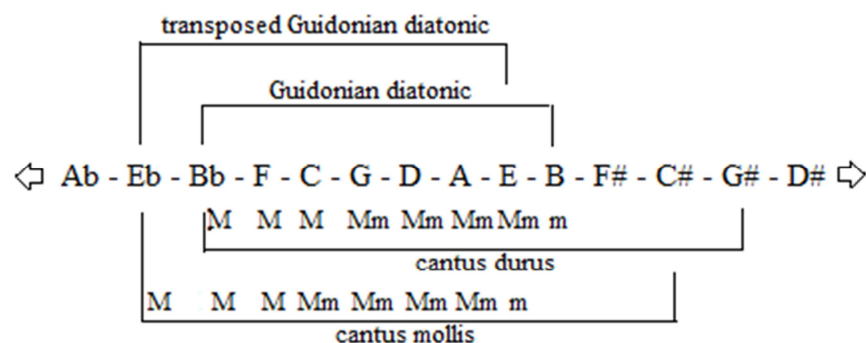 transposed Guidonian diatonic
Guidonian diatonic
Ab - Eb - Bb - F - C - G - D - A - E - B - F# - C# - G# - D#
M M M Mm Mm Mm Mm m
cantus durus
M M M Mm Mm Mm Mm m
cantus mollis